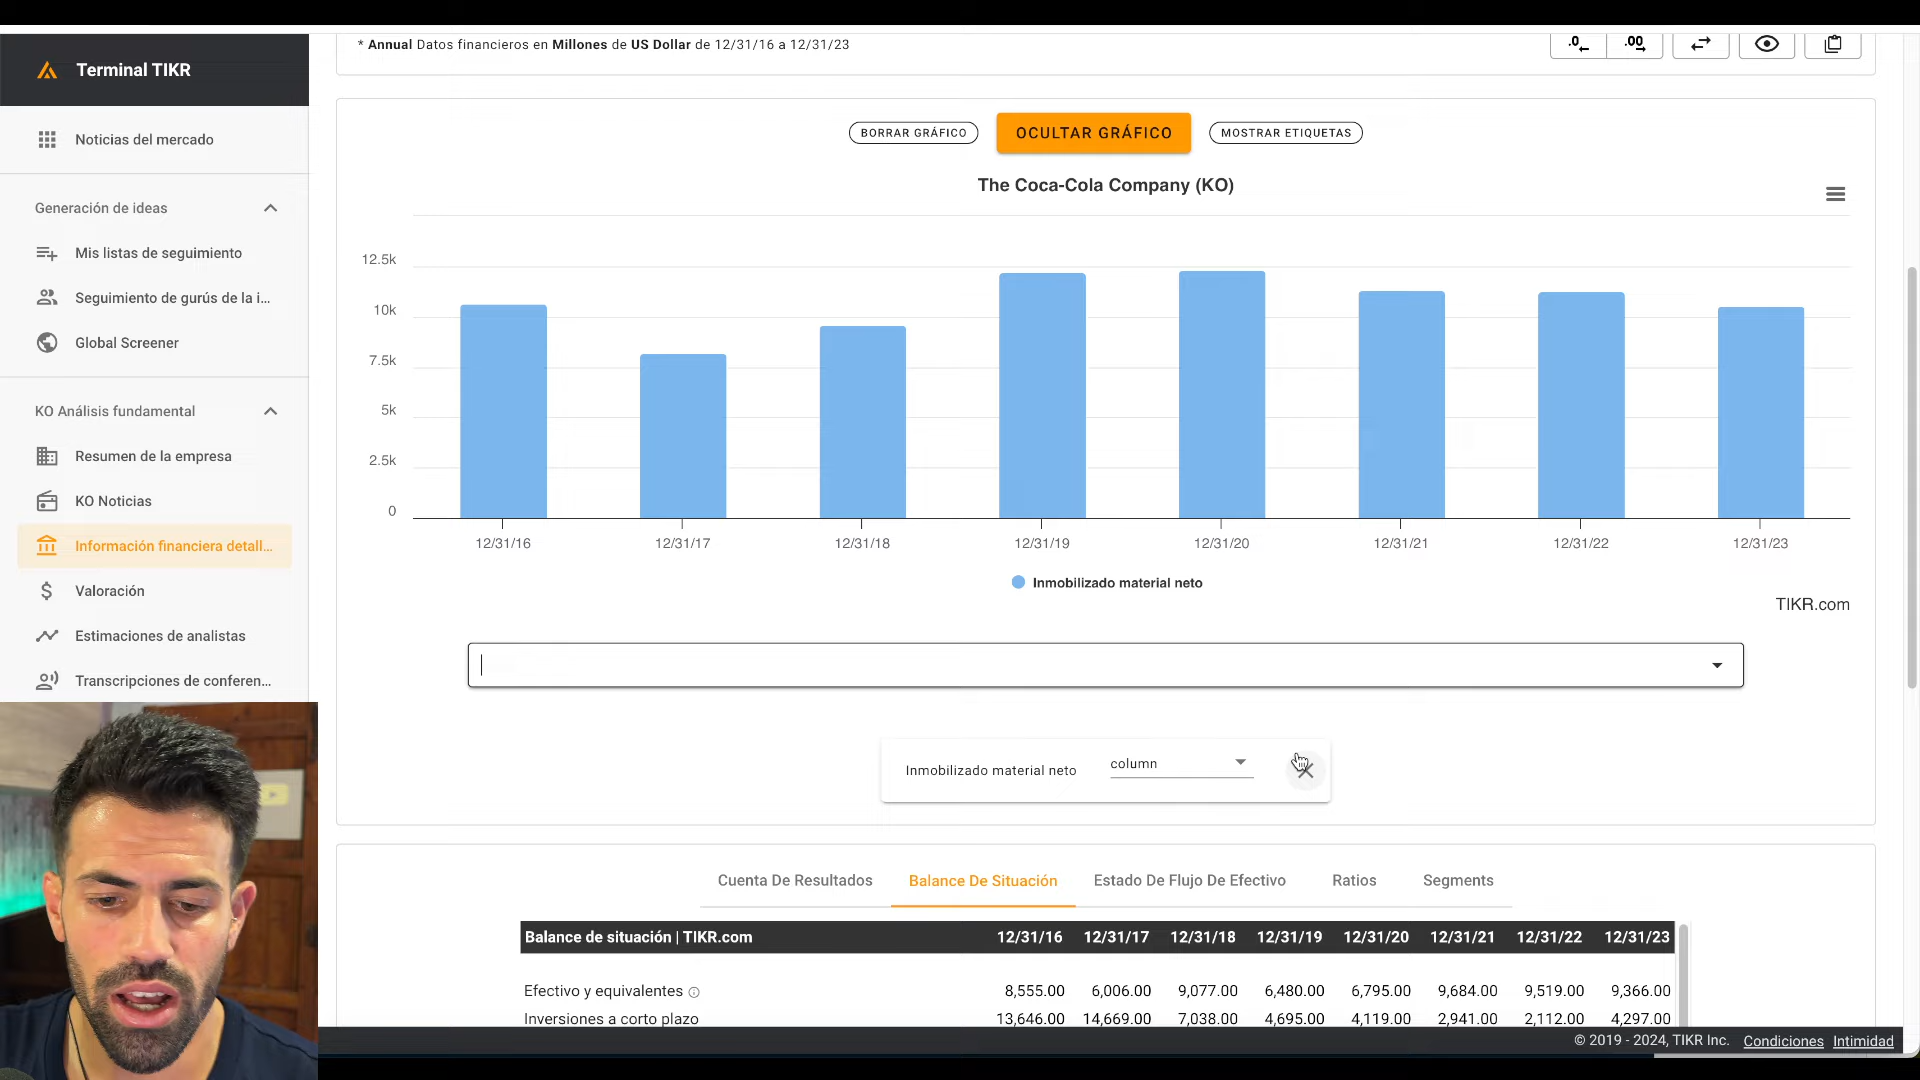 * Annual Datos financieros en Millones de US Dollar de 12/31/16 a 12/31/23
.0
.00
Terminal TIKR
Noticias del mercado
Generación de ideas
Mis listas de seguimiento
Seguimiento de gurús de la i...
Global Screener
KO Análisis fundamental
Resumen de la empresa
KO Noticias
Información financiera detall...
Valoración
Estimaciones de analistas
Transcripciones de conferen...
BORRAR GRÁFICO
OCULTAR GRÁFICO
MOSTRAR ETIQUETAS
The Coca-Cola Company (KO)
12.5k
10k
7.5k
5k
2.5k
0
12/31/16 12/31/17 12/31/18 12/31/19 12/31/20 12/31/21 12/31/22 12/31/23
Inmobilizado material neto
TIKR.com
Inmobilizado material neto column
Cuenta De Resultados Balance De Situación Estado De Flujo De Efectivo Ratios Segments
Balance de situación | TIKR.com 12/31/16 12/31/17 12/31/18 12/31/19 12/31/20 12/31/21 12/31/22 12/31/23
Efectivo y equivalentes 8,555.00 6,006.00 9,077.00 6,480.00 6,795.00 9,684.00 9,519.00 9,366.00
Inversiones a corto plazo 13,646.00 14,669.00 7,038.00 4,695.00 4,119.00 2,941.00 2,112.00 4,297.00
© 2019 - 2024, TIKR Inc. Condiciones Intimidad